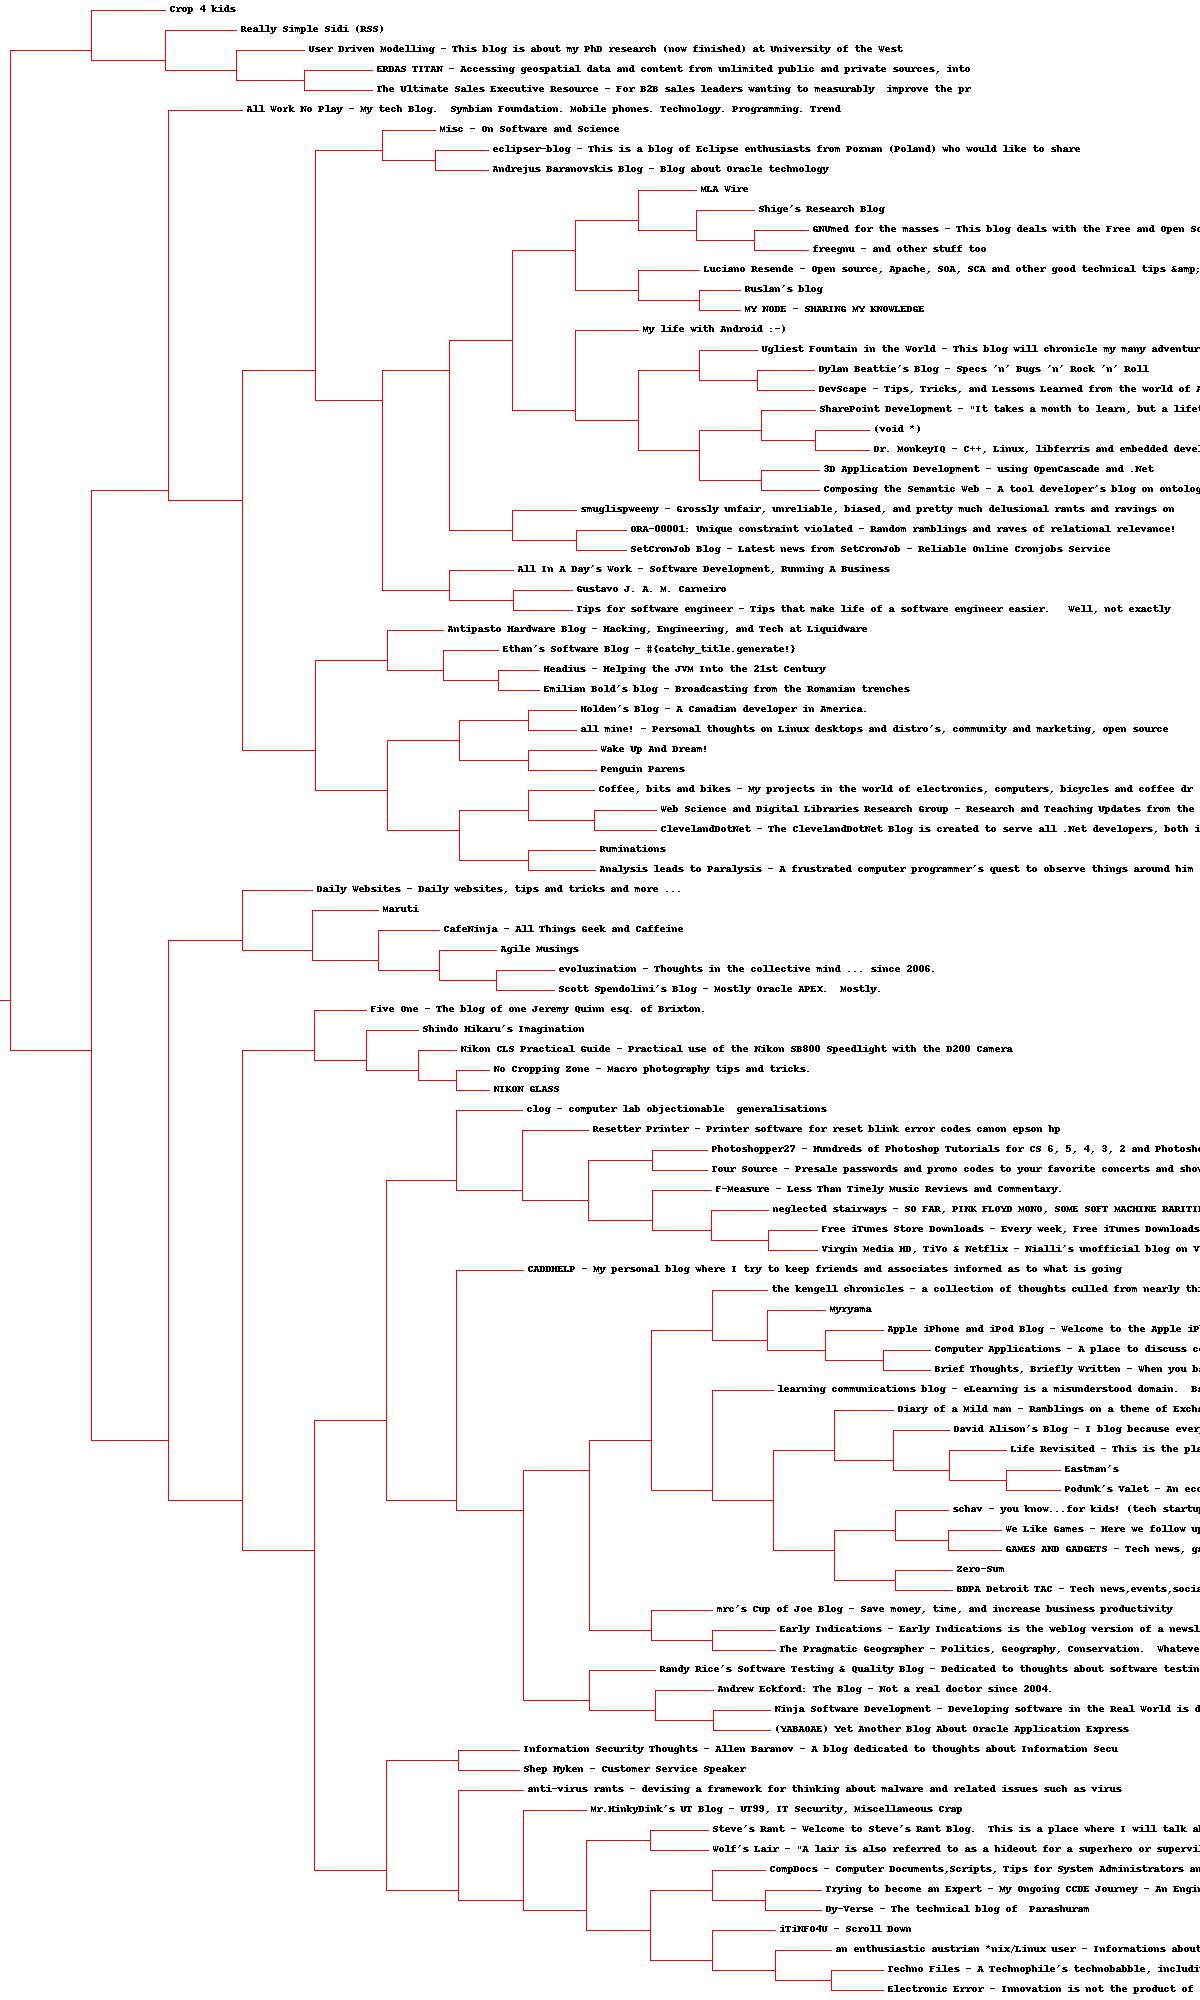 Crop 4 kids
Really Simple Sidi (RSS)
User Driven Modelling - This blog is about my PhD research (now finished) at University of the West
ERDAS TITAN - Accessing geospatial data and content from unlimited public and private sources, into
The Ultimate Sales Executive Resource - For B2B sales leaders wanting to measurably  improve the pr
All Work No Play - My tech Blog.  Symbian Foundation. Mobile phones. Technology. Programming. Trend
Misc - On Software and Science
eclipser-blog - This is a blog of Eclipse enthusiasts from Poznan (Poland) who would like to share
Andrejus Baranovskis Blog - Blog about Oracle technology
MLA Wire
Shige's Research Blog
GNUmed for the masses - This blog deals with the Free and Open So
freegnu - and other stuff too
Luciano Resende - Open source, Apache, SOA, SCA and other good technical tips &amp;
Ruslan's blog
MY NODE - SHARING MY KNOWLEDGE
My life with Android :-)
Ugliest Fountain in the World - This blog will chronicle my many adventur
Dylan Beattie's Blog - Specs 'n' Bugs 'n' Rock 'n' Roll
DevScape - Tips, Tricks, and Lessons Learned from the world of A
SharePoint Development - "It takes a month to learn, but a lifet
(void *)
Dr. MonkeyIQ - C++, Linux, libferris and embedded devel
3D Application Development - using OpenCascade and .Net
Composing the Semantic Web - A tool developer's blog on ontolog
smuglispweeny - Grossly unfair, unreliable, biased, and pretty much delusional rants and ravings on
ORA-00001: Unique constraint violated - Random ramblings and raves of relational relevance!
SetCronJob Blog - Latest news from SetCronJob - Reliable Online Cronjobs Service
All In A Day's Work - Software Development, Running A Business
Gustavo J. A. M. Carneiro
Tips for software engineer - Tips that make life of a software engineer easier.   Well, not exactly
Antipasto Hardware Blog - Hacking, Engineering, and Tech at Liquidware
Ethan's Software Blog - #{catchy_title.generate!}
Headius - Helping the JVM Into the 21st Century
Emilian Bold's blog - Broadcasting from the Romanian trenches
Holden's Blog - A Canadian developer in America.
all mine! - Personal thoughts on Linux desktops and distro's, community and marketing, open source
Wake Up And Dream!
Penguin Parens
Coffee, bits and bikes - My projects in the world of electronics, computers, bicycles and coffee dr
Web Science and Digital Libraries Research Group - Research and Teaching Updates from the
ClevelandDotNet - The ClevelandDotNet Blog is created to serve all .Net developers, both i
Ruminations
Analysis leads to Paralysis - A frustrated computer programmer's quest to observe things around him
Daily Websites - Daily websites, tips and tricks and more ...
Maruti
CafeNinja - All Things Geek and Caffeine
Agile Musings
evoluzination - Thoughts in the collective mind ... since 2006.
Scott Spendolini's Blog - Mostly Oracle APEX.  Mostly.
Five One - The blog of one Jeremy Quinn esq. of Brixton.
Shindo Hikaru's Imagination
Nikon CLS Practical Guide - Practical use of the Nikon SB800 Speedlight with the D200 Camera
No Cropping Zone - Macro photography tips and tricks.
NIKON GLASS
clog - computer lab objectionable  generalisations
Resetter Printer - Printer software for reset blink error codes canon epson hp
Photoshopper27 - Hundreds of Photoshop Tutorials for CS 6, 5, 4, 3, 2 and Photosho
Tour Source - Presale passwords and promo codes to your favorite concerts and show
F-Measure - Less Than Timely Music Reviews and Commentary.
neglected stairways - SO FAR, PINK FLOYD MONO, SOME SOFT MACHINE RARITI
Free iTunes Store Downloads - Every week, Free iTunes Downloads
Virgin Media HD, TiVo & Netflix - Nialli's unofficial blog on V
CADDHELP - My personal blog where I try to keep friends and associates informed as to what is going
the kengell chronicles - a collection of thoughts culled from nearly thi
Myryama
Apple iPhone and iPod Blog - Welcome to the Apple iP
Computer Applications - A place to discuss co
Brief Thoughts, Briefly Written - When you b
learning communications blog - eLearning is a misunderstood domain.  Ba
Diary of a Mild man - Ramblings on a theme of Excha
David Alison's Blog - I blog because ever
Life Revisited - This is the pla
Eastman's
Podunk's Valet - An ecc
schav - you know...for kids! (tech startup
We Like Games - Here we follow up
GAMES AND GADGETS - Tech news, ga
Zero-Sum
BDPA Detroit TAC - Tech news,events,socia
mrc's Cup of Joe Blog - Save money, time, and increase business productivity
Early Indications - Early Indications is the weblog version of a newsl
The Pragmatic Geographer - Politics, Geography, Conservation.  Whateve
Randy Rice's Software Testing & Quality Blog - Dedicated to thoughts about software testin
Andrew Eckford: The Blog - Not a real doctor since 2004.
Ninja Software Development - Developing software in the Real World is d
(YABAOAE) Yet Another Blog About Oracle Application Express
Information Security Thoughts - Allen Baranov - A blog dedicated to thoughts about Information Secu
Shep Hyken - Customer Service Speaker
anti-virus rants - devising a framework for thinking about malware and related issues such as virus
Mr.HinkyDink's UT Blog - UT99, IT Security, Miscellaneous Crap
Steve's Rant - Welcome to Steve's Rant Blog.  This is a place where I will talk ab
Wolf's Lair - "A lair is also referred to as a hideout for a superhero or supervil
CompDocs - Computer Documents,Scripts, Tips for System Administrators an
Trying to become an Expert - My Ongoing CCDE Journey - An Engin
Dy-Verse - The technical blog of  Parashuram
iTiNFO4U - Scroll Down
an enthusiastic austrian *nix/Linux user - Informations about
Techno Files - A Technophile's technobabble, includi
Electronic Error - Innovation is not the product of